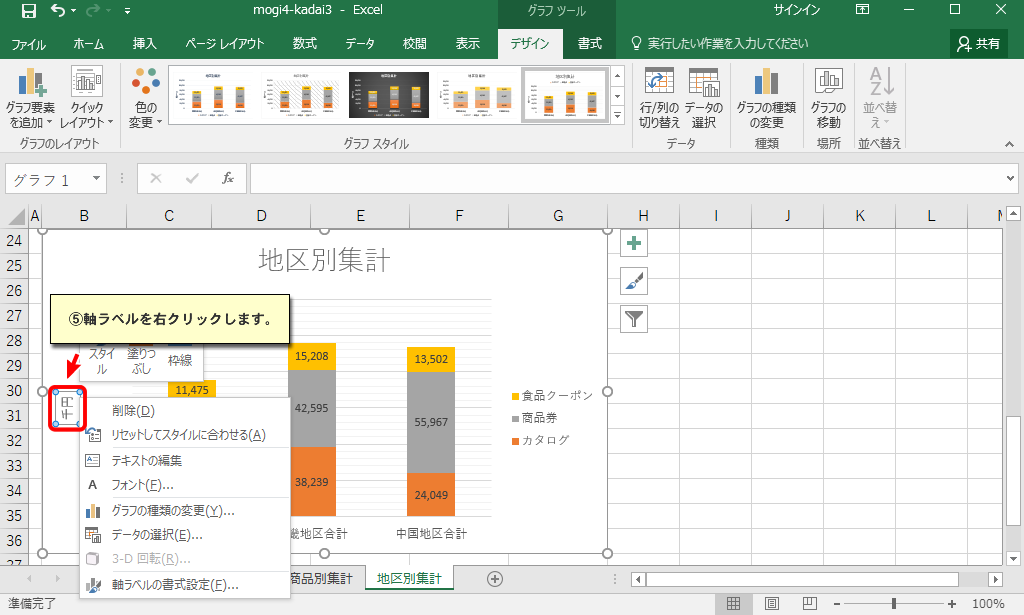 mogi4-kadai3 - Excel
グラフ ツール
サインイン
ファイル ホーム 挿入 ページ レイアウト 数式 データ 校閲 表示 デザイン 書式 実行したい作業を入力してください 共有
グラフ要素を追加
クイックレイアウト
色の変更
行/列の切り替え
データの選択
グラフの種類の変更
グラフの移動
並べ替え
グラフのレイアウト グラフ スタイル データ 種類 場所 並べ替え
グラフ 1
fx
A B C D E F G H I J K L
24
25
26
27
28
29
30
31
32
33
34
35
36
地区別集計
⑤軸ラベルを右クリックします。
スタイル
塗りつぶし
枠線
15,208
13,502
11,475
42,595
55,967
38,239
24,049
食品クーポン
商品券
カタログ
削除(D)
リセットしてスタイルに合わせる(A)
テキストの編集
フォント(F)...
グラフの種類の変更(Y)...
データの選択(E)...
3-D 回転(R)...
軸ラベルの書式設定(F)...
畿地区合計
中国地区合計
商品別集計
地区別集計
準備完了
100%